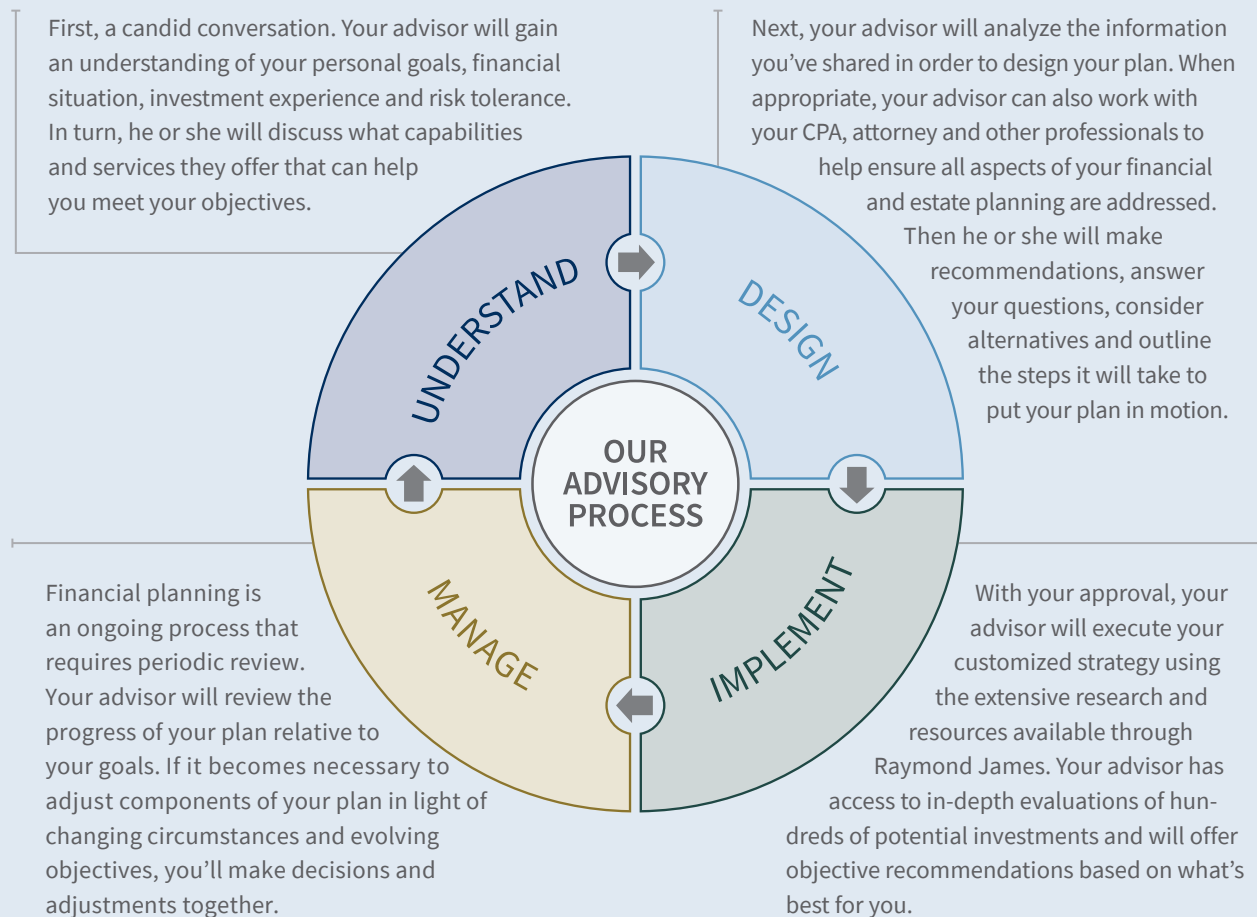 First, a candid conversation. Your advisor will gain
an understanding of your personal goals, financial
situation, investment experience and risk tolerance.
In turn, he or she will discuss what capabilities
and services they offer that can help
you meet your objectives.
Next, your advisor will analyze the information
you’ve shared in order to design your plan. When
appropriate, your advisor can also work with
your CPA, attorney and other professionals to
help ensure all aspects of your financial
and estate planning are addressed.
Then he or she will make
recommendations, answer
your questions, consider
alternatives and outline
the steps it will take to
put your plan in motion.
UNDERSTAND
DESIGN
OUR
ADVISORY
PROCESS
MANAGE
IMPLEMENT
Financial planning is
an ongoing process that
requires periodic review.
Your advisor will review the
progress of your plan relative to
your goals. If it becomes necessary to
adjust components of your plan in light of
changing circumstances and evolving
objectives, you’ll make decisions and
adjustments together.
With your approval, your
advisor will execute your
customized strategy using
the extensive research and
resources available through
Raymond James. Your advisor has
access to in-depth evaluations of hun-
dreds of potential investments and will offer
objective recommendations based on what’s
best for you.